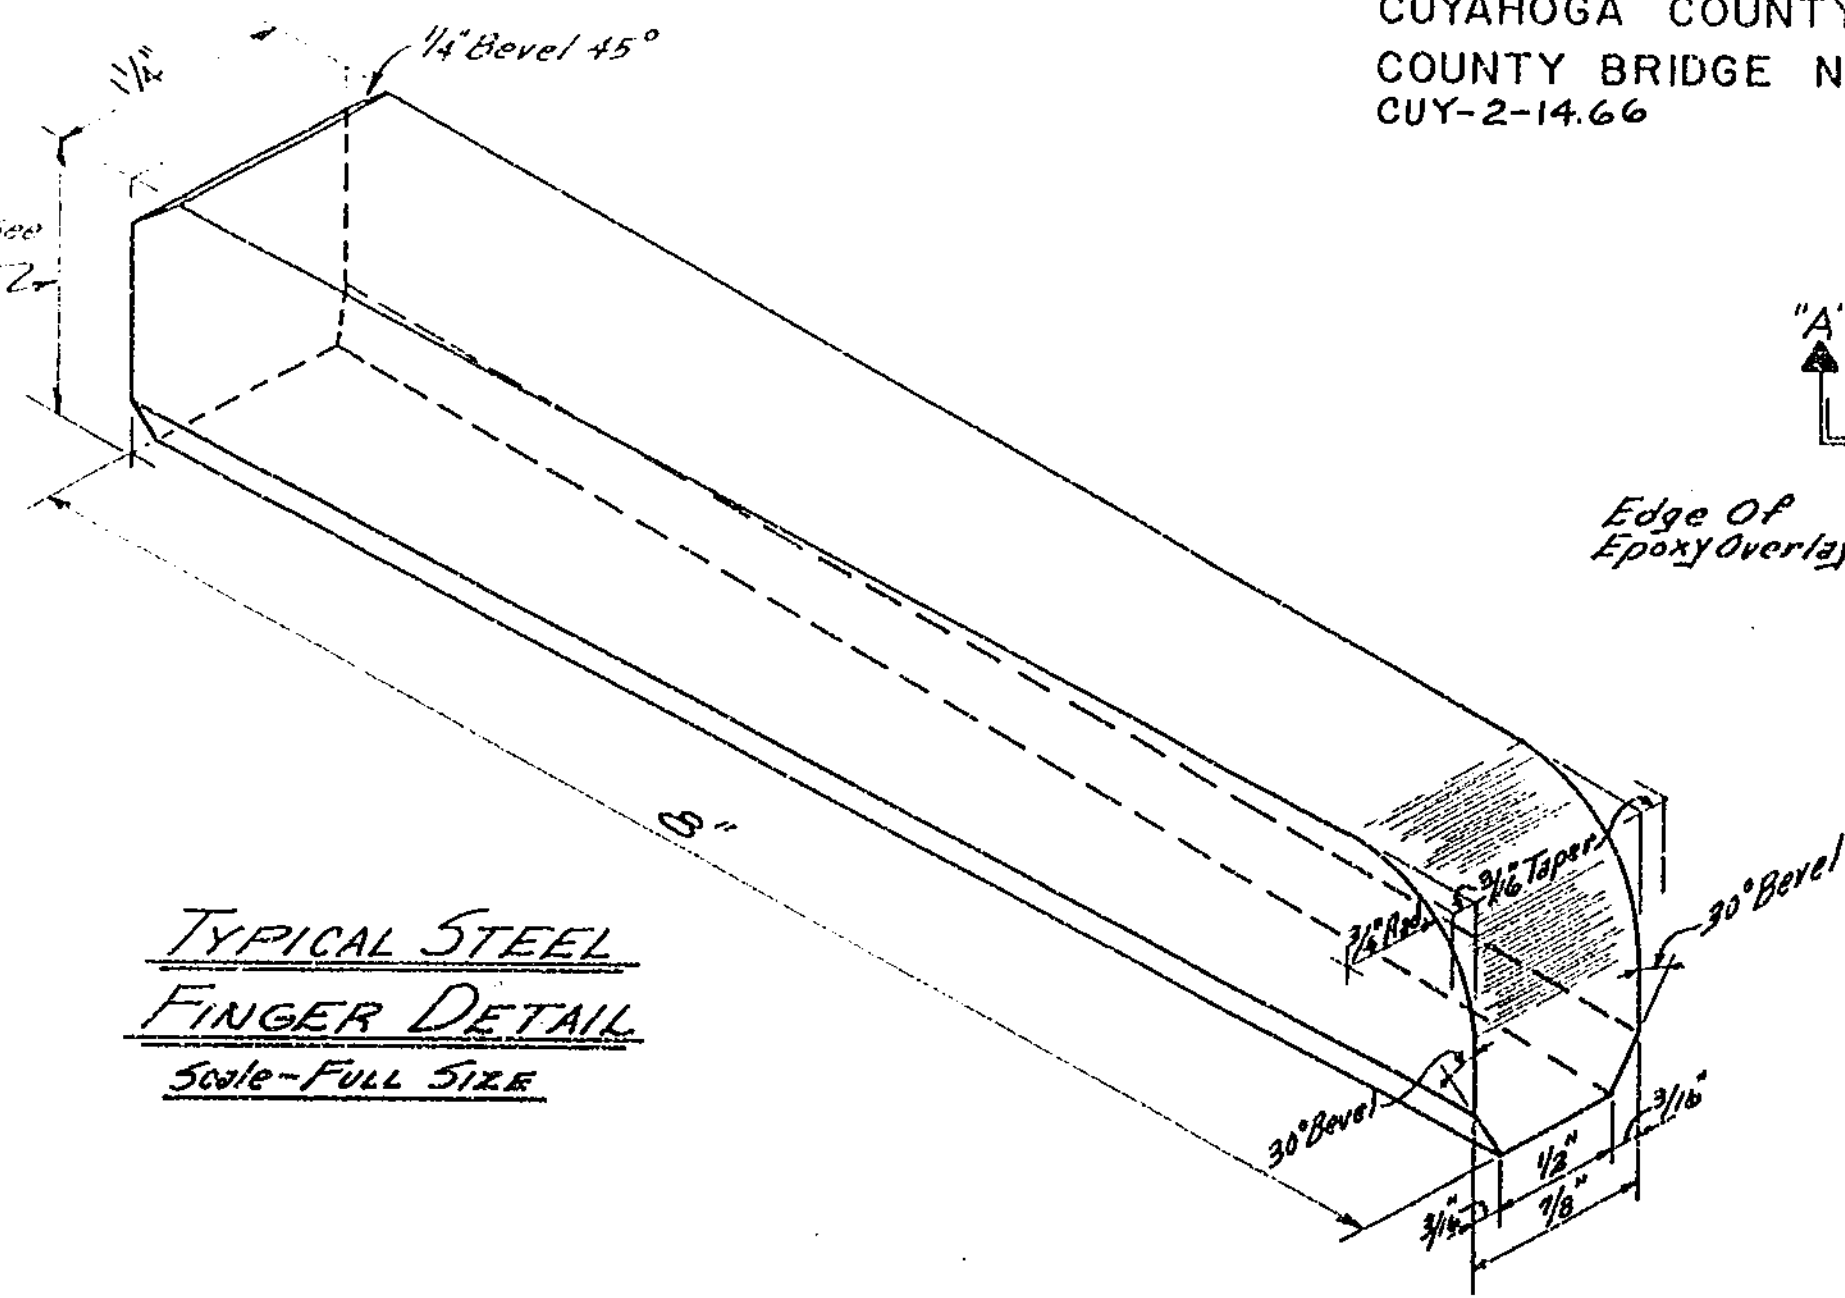 CUYAHOGA COUNTY
COUNTY BRIDGE N
CUY-2-14.66
1/4" Bevel 45°
1 1/4"
See
"A"
Edge Of
Epoxy Overlay
8"
3/16" Taper
3/4" Rad.
30° Bevel
30° Bevel
3/16"
1/2"
3/16"
7/8"
TYPICAL STEEL
FINGER DETAIL
Scale-FULL SIZE